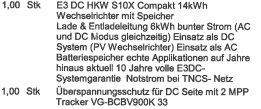 1,00 Stk E3 DC HKW S10X Compakt 14kWh
Wechselrichter mit Speicher
Lade & Entladeleitung 6kWh bunter Strom (AC
und DC Modus gleichzeitig) Einsatz als DC
System (PV Wechselrichter) Einsatz als AC
Batteriespeicher echte Applikationen auf Jahre
hinaus aktuell 10 Jahre volle E3DC-
Systemgarantie Notstrom bei TNCS- Netz
1,00 Stk Überspannungsschutz für DC Seite mit 2 MPP
Tracker VG-BCBV900K 33